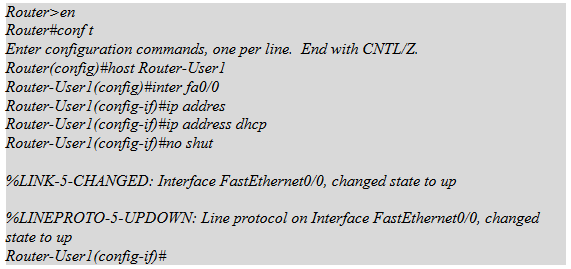 Router>en
Router#conf t
Enter configuration commands, one per line.  End with CNTL/Z.
Router(config)#host Router-User1
Router-User1(config)#inter fa0/0
Router-User1(config-if)#ip addres
Router-User1(config-if)#ip address dhcp
Router-User1(config-if)#no shut
%LINK-5-CHANGED: Interface FastEthernet0/0, changed state to up
%LINEPROTO-5-UPDOWN: Line protocol on Interface FastEthernet0/0, changed
state to up
Router-User1(config-if)#